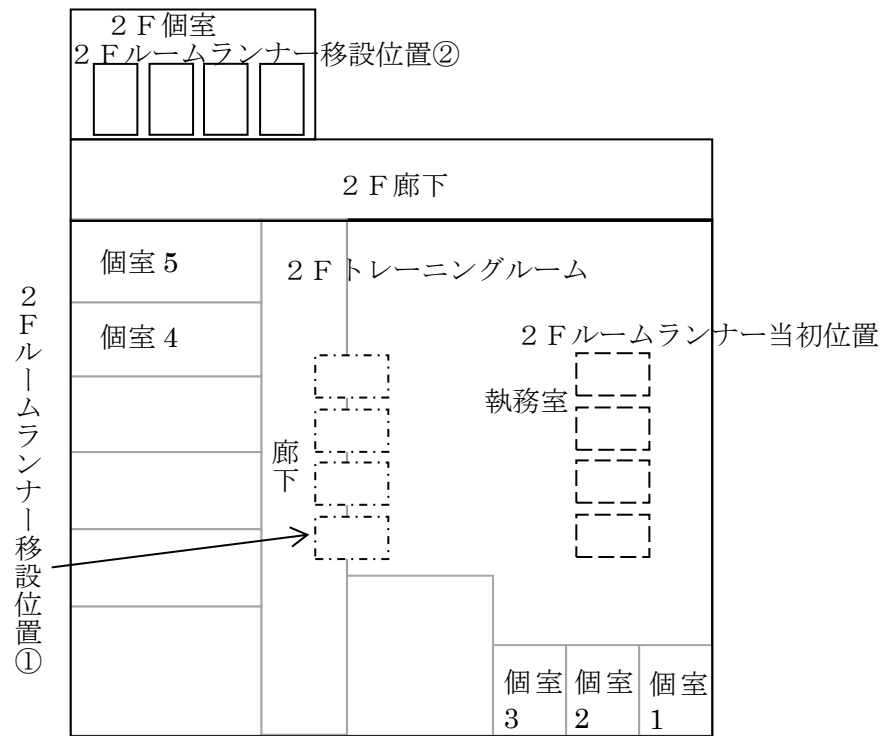 ２Ｆ個室
２Ｆルームランナー移設位置②
２Ｆ廊下
個室 5
２Ｆトレーニングルーム
個室 4
２Ｆルームランナー当初位置
執務室
廊下
２Ｆルームランナー移設位置①
個室
3
個室
2
個室
1